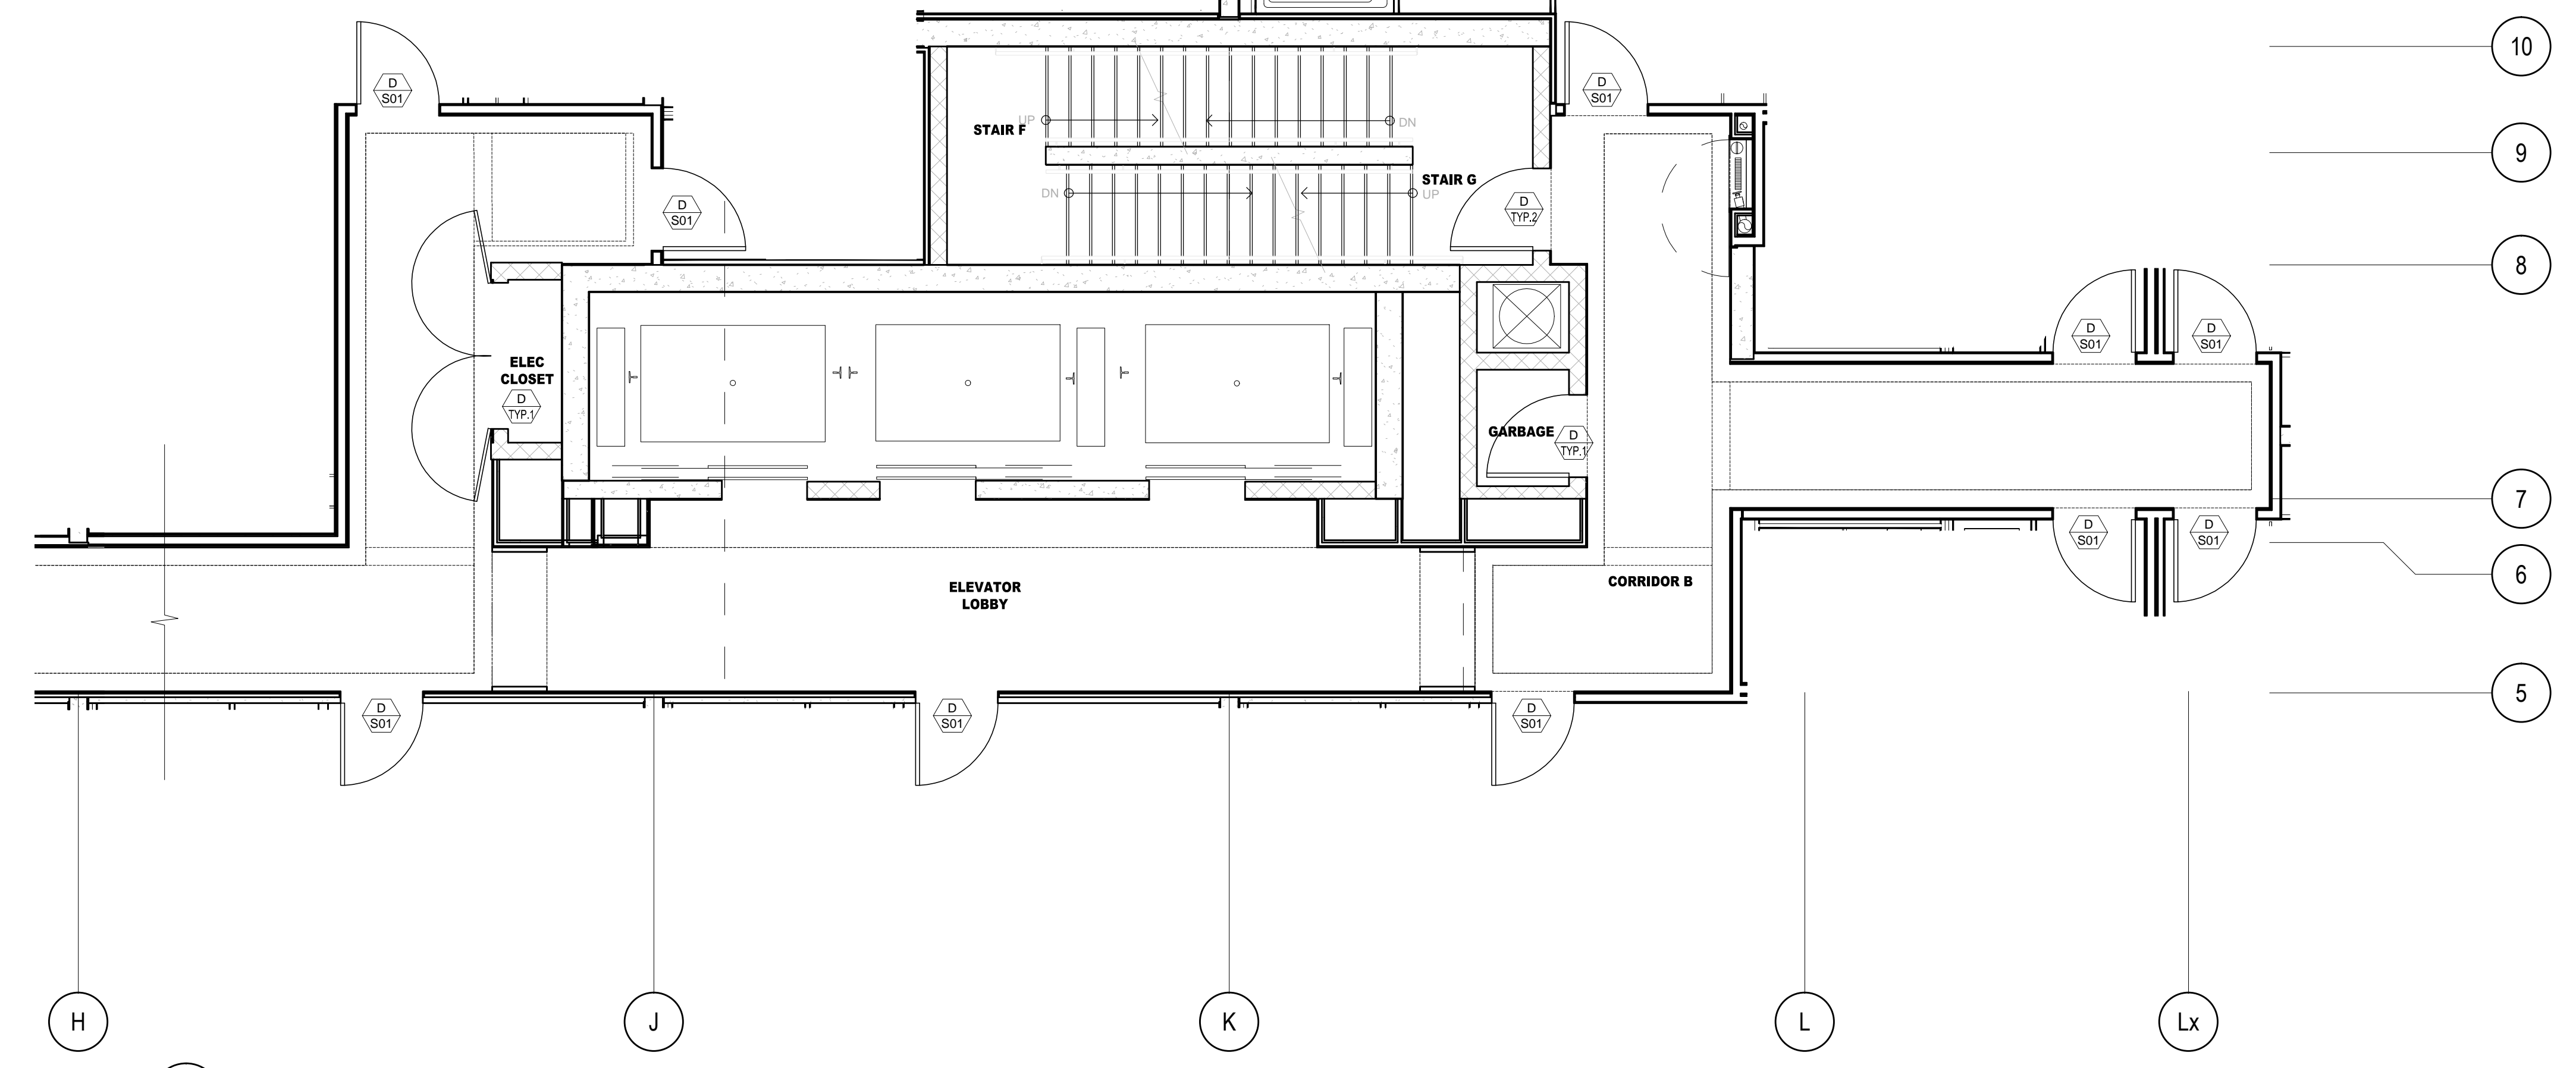 10
D
S01
D
S01
UP
STAIR F
DN
9
STAIR G
DN
UP
D
S01
D
TYP.2
8
D
S01
D
S01
ELEC
CLOSET
D
TYP.1
GARBAGE
D
TYP.1
7
D
S01
D
S01
6
ELEVATOR
LOBBY
CORRIDOR B
5
D
S01
D
S01
D
S01
H
J
K
L
Lx